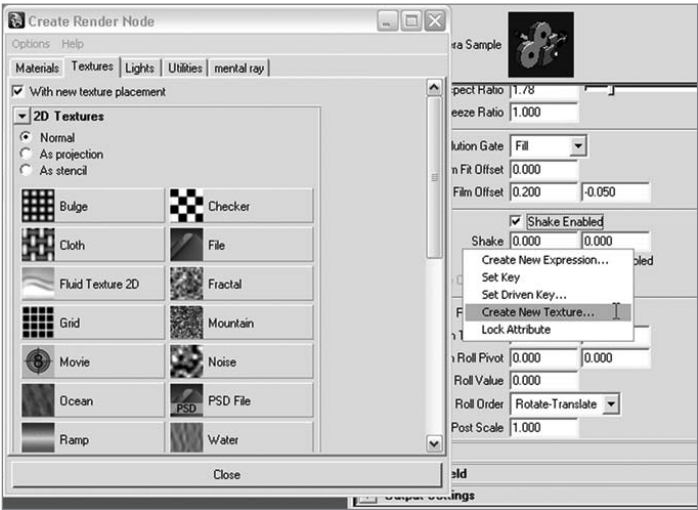 Create Render Node
Options Help
Materials Textures Lights Utilities mental ray
With new texture placement
2D Textures
Normal
As projection
As stencil
Bulge Checker
Cloth File
Fluid Texture 2D Fractal
Grid Mountain
8
Movie Noise
PSD
Ocean PSD File
Ramp Water
Close
era Sample
pect Ratio 1.78
eeze Ratio 1.000
lution Gate Fill
m Fit Offset 0.000
Film Offset 0.200 -0.050
Shake Enabled
Shake 0.000 0.000
bled
Create New Expression...
Set Key
Set Driven Key...
Create New Texture...
Lock Attribute
n Roll Pivot 0.000 0.000
Roll Value 0.000
Roll Order Rotate-Translate
Post Scale 1.000
eld
Output Settings